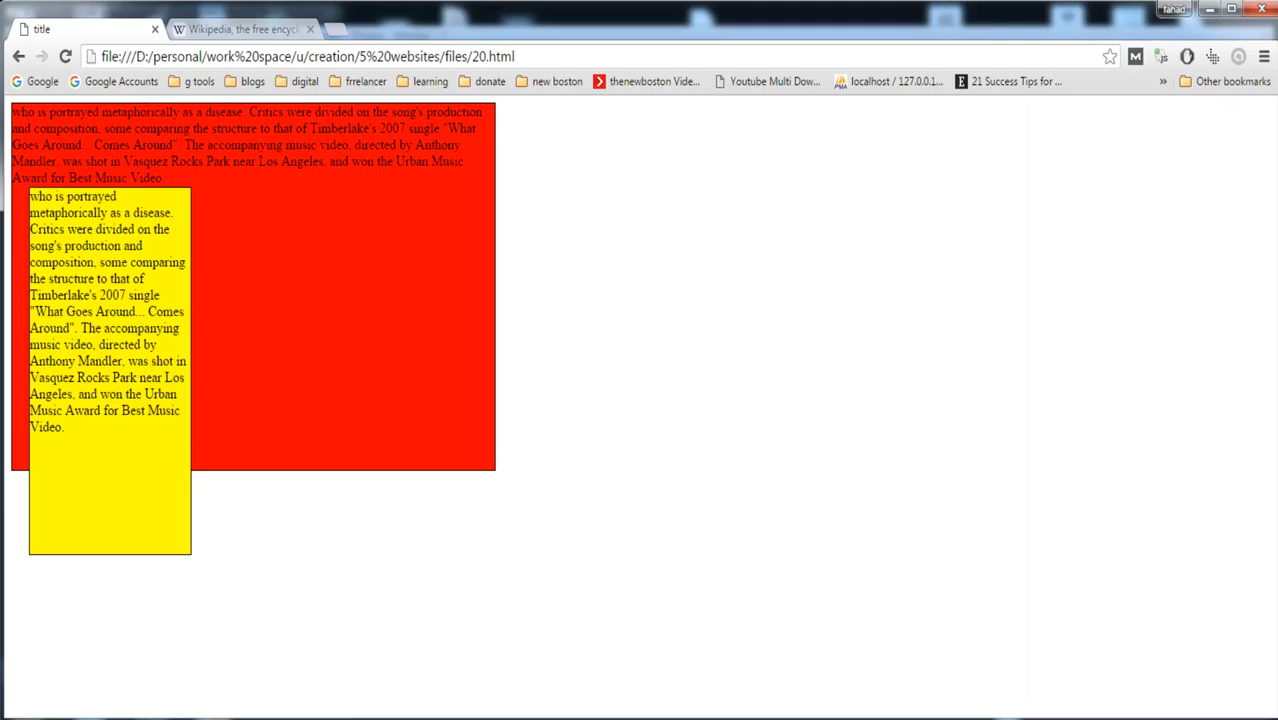 fahad
title
Wikipedia, the free encycl
file:///D:/personal/work%20space/u/creation/5%20websites/files/20.html
Google
Google Accounts
g tools
blogs
digital
frrelancer
learning
donate
new boston
thenewboston Vide...
Youtube Multi Dow...
localhost / 127.0.0.1...
21 Success Tips for ...
»
Other bookmarks
who is portrayed metaphorically as a disease. Critics were divided on the song's production
and composition, some comparing the structure to that of Timberlake's 2007 single "What
Goes Around... Comes Around". The accompanying music video, directed by Anthony
Mandler, was shot in Vasquez Rocks Park near Los Angeles, and won the Urban Music
Award for Best Music Video.
who is portrayed
metaphorically as a disease.
Critics were divided on the
song's production and
composition, some comparing
the structure to that of
Timberlake's 2007 single
"What Goes Around... Comes
Around". The accompanying
music video, directed by
Anthony Mandler, was shot in
Vasquez Rocks Park near Los
Angeles, and won the Urban
Music Award for Best Music
Video.